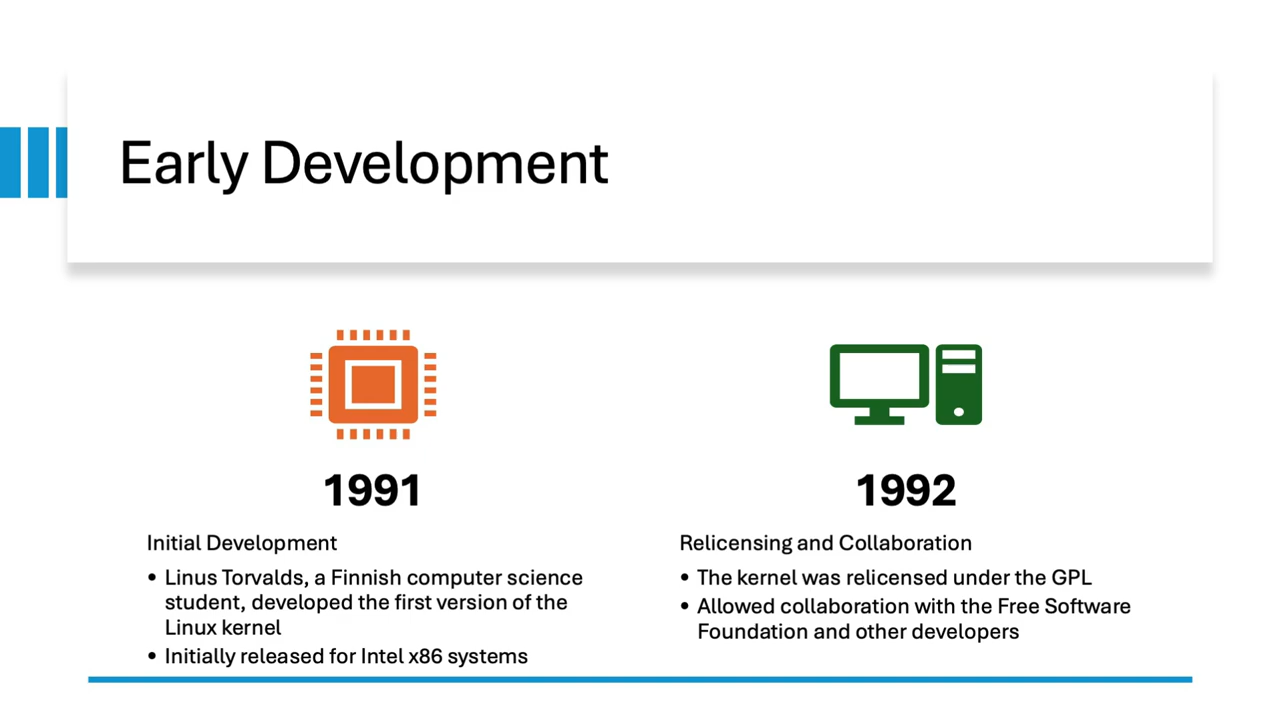 Early Development
1991
Initial Development
• Linus Torvalds, a Finnish computer science
student, developed the first version of the
Linux kernel
• Initially released for Intel x86 systems
1992
Relicensing and Collaboration
• The kernel was relicensed under the GPL
• Allowed collaboration with the Free Software
Foundation and other developers